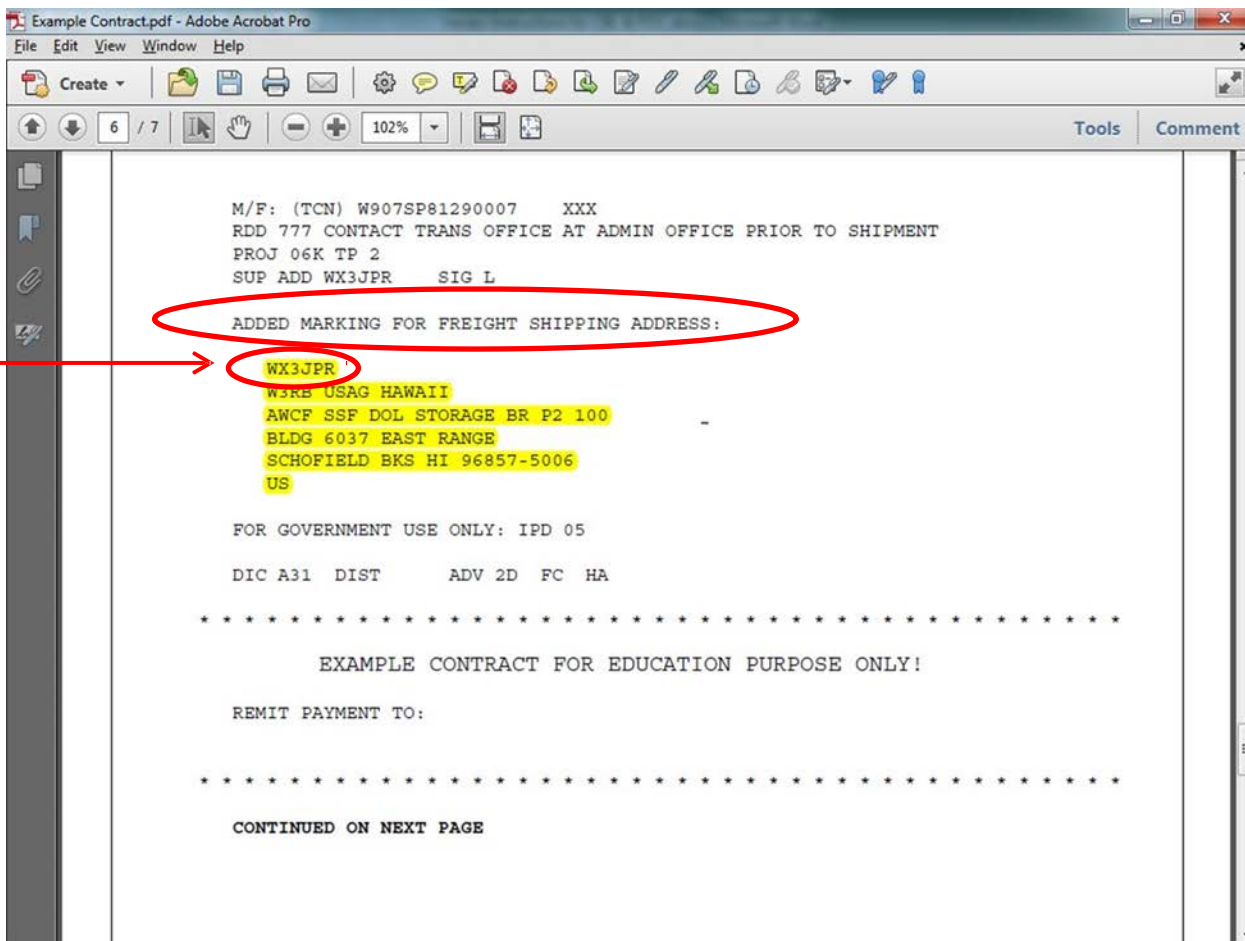 Example Contract.pdf - Adobe Acrobat Pro
File Edit View Window Help
Create
6 / 7 102% Tools Comment
M/F: (TCN) W907SP81290007 XXX
RDD 777 CONTACT TRANS OFFICE AT ADMIN OFFICE PRIOR TO SHIPMENT
PROJ 06K TP 2
SUP ADD WX3JPR SIG L
ADDED MARKING FOR FREIGHT SHIPPING ADDRESS:
WX3JPR
W3RB USAG HAWAII
AWCF SSF DOL STORAGE BR P2 100
BLDG 6037 EAST RANGE
SCHOFIELD BKS HI 96857-5006
US
FOR GOVERNMENT USE ONLY: IPD 05
DIC A31 DIST ADV 2D FC HA
* * * * * * * * * * * * * * * * * * * * * * * * * * * * * * * * * * * * * * * * *
EXAMPLE CONTRACT FOR EDUCATION PURPOSE ONLY!
REMIT PAYMENT TO:
* * * * * * * * * * * * * * * * * * * * * * * * * * * * * * * * * * * * * * * * *
CONTINUED ON NEXT PAGE